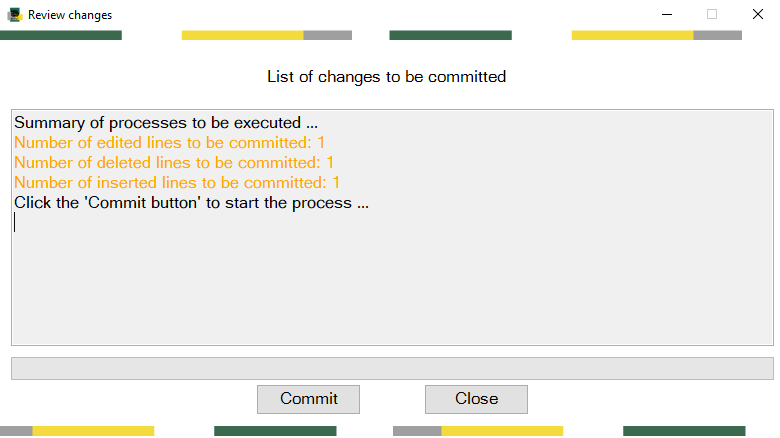 Review changes
List of changes to be committed
Summary of processes to be executed ...
Number of edited lines to be committed: 1
Number of deleted lines to be committed: 1
Number of inserted lines to be committed: 1
Click the 'Commit button' to start the process ...
Commit
Close